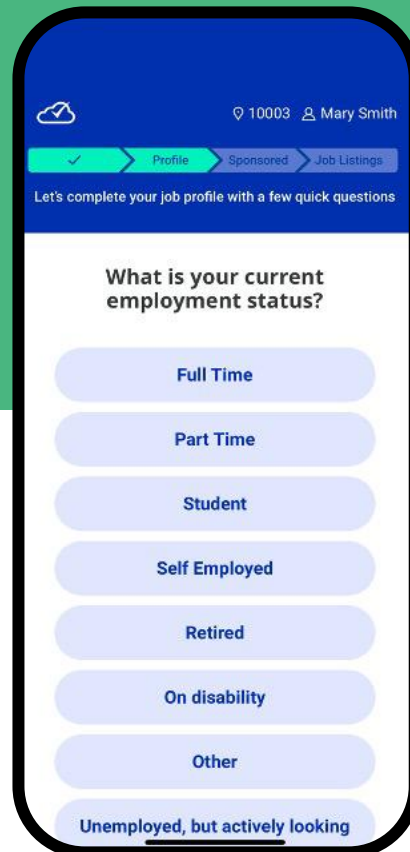 10003 Mary Smith
Profile Sponsored Job Listings
Let's complete your job profile with a few quick questions
What is your current
employment status?
Full Time
Part Time
Student
Self Employed
Retired
On disability
Other
Unemployed, but actively looking